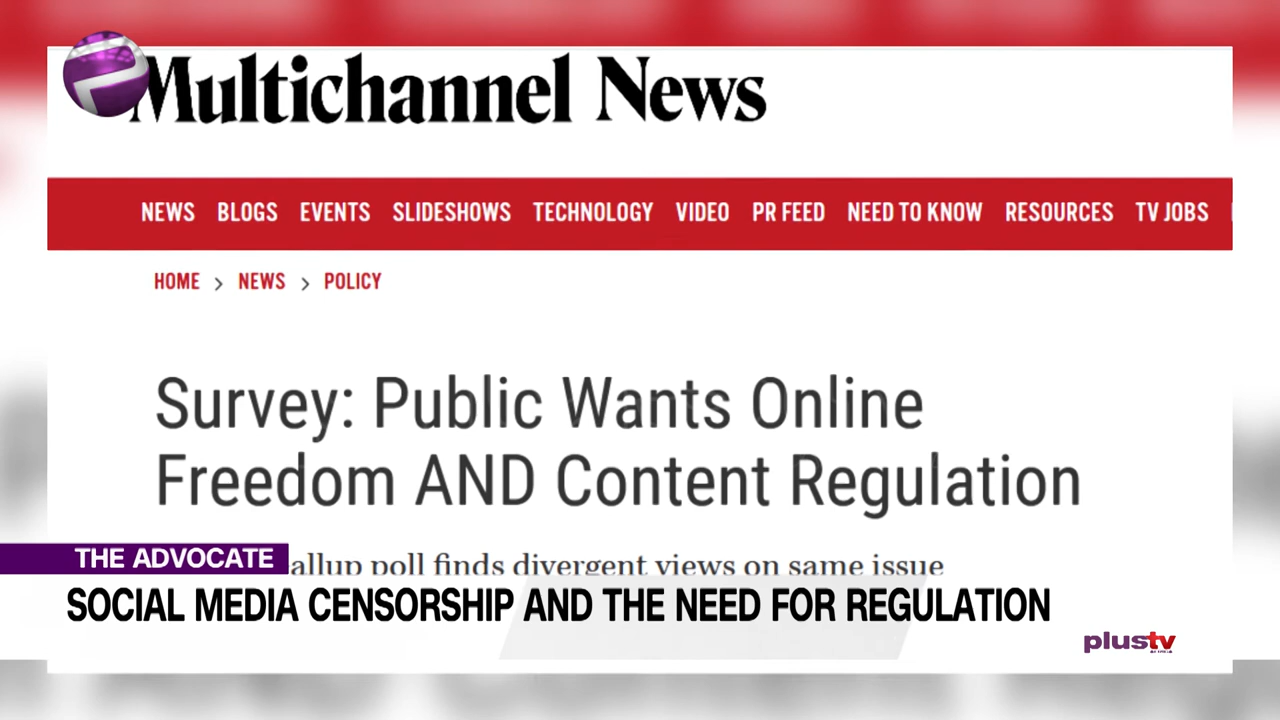 Multichannel News
NEWS BLOGS EVENTS SLIDESHOWS TECHNOLOGY VIDEO PR FEED NEED TO KNOW RESOURCES TV JOBS
HOME > NEWS > POLICY
Survey: Public Wants Online
Freedom AND Content Regulation
allup poll finds divergent views on same issue
THE ADVOCATE
SOCIAL MEDIA CENSORSHIP AND THE NEED FOR REGULATION
plustv